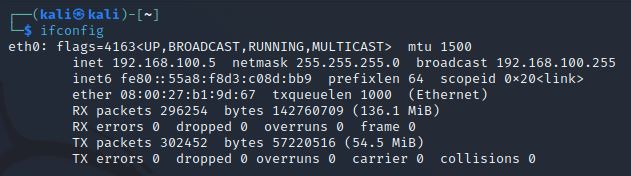 ┌──(kali㉿kali)-[~]
└─$ ifconfig
eth0: flags=4163<UP,BROADCAST,RUNNING,MULTICAST>  mtu 1500
        inet 192.168.100.5  netmask 255.255.255.0  broadcast 192.168.100.255
        inet6 fe80::55a8:f8d3:c08d:bb9  prefixlen 64  scopeid 0×20<link>
        ether 08:00:27:b1:9d:67  txqueuelen 1000  (Ethernet)
        RX packets 296254  bytes 142760709 (136.1 MiB)
        RX errors 0  dropped 0  overruns 0  frame 0
        TX packets 302452  bytes 57220516 (54.5 MiB)
        TX errors 0  dropped 0 overruns 0  carrier 0  collisions 0